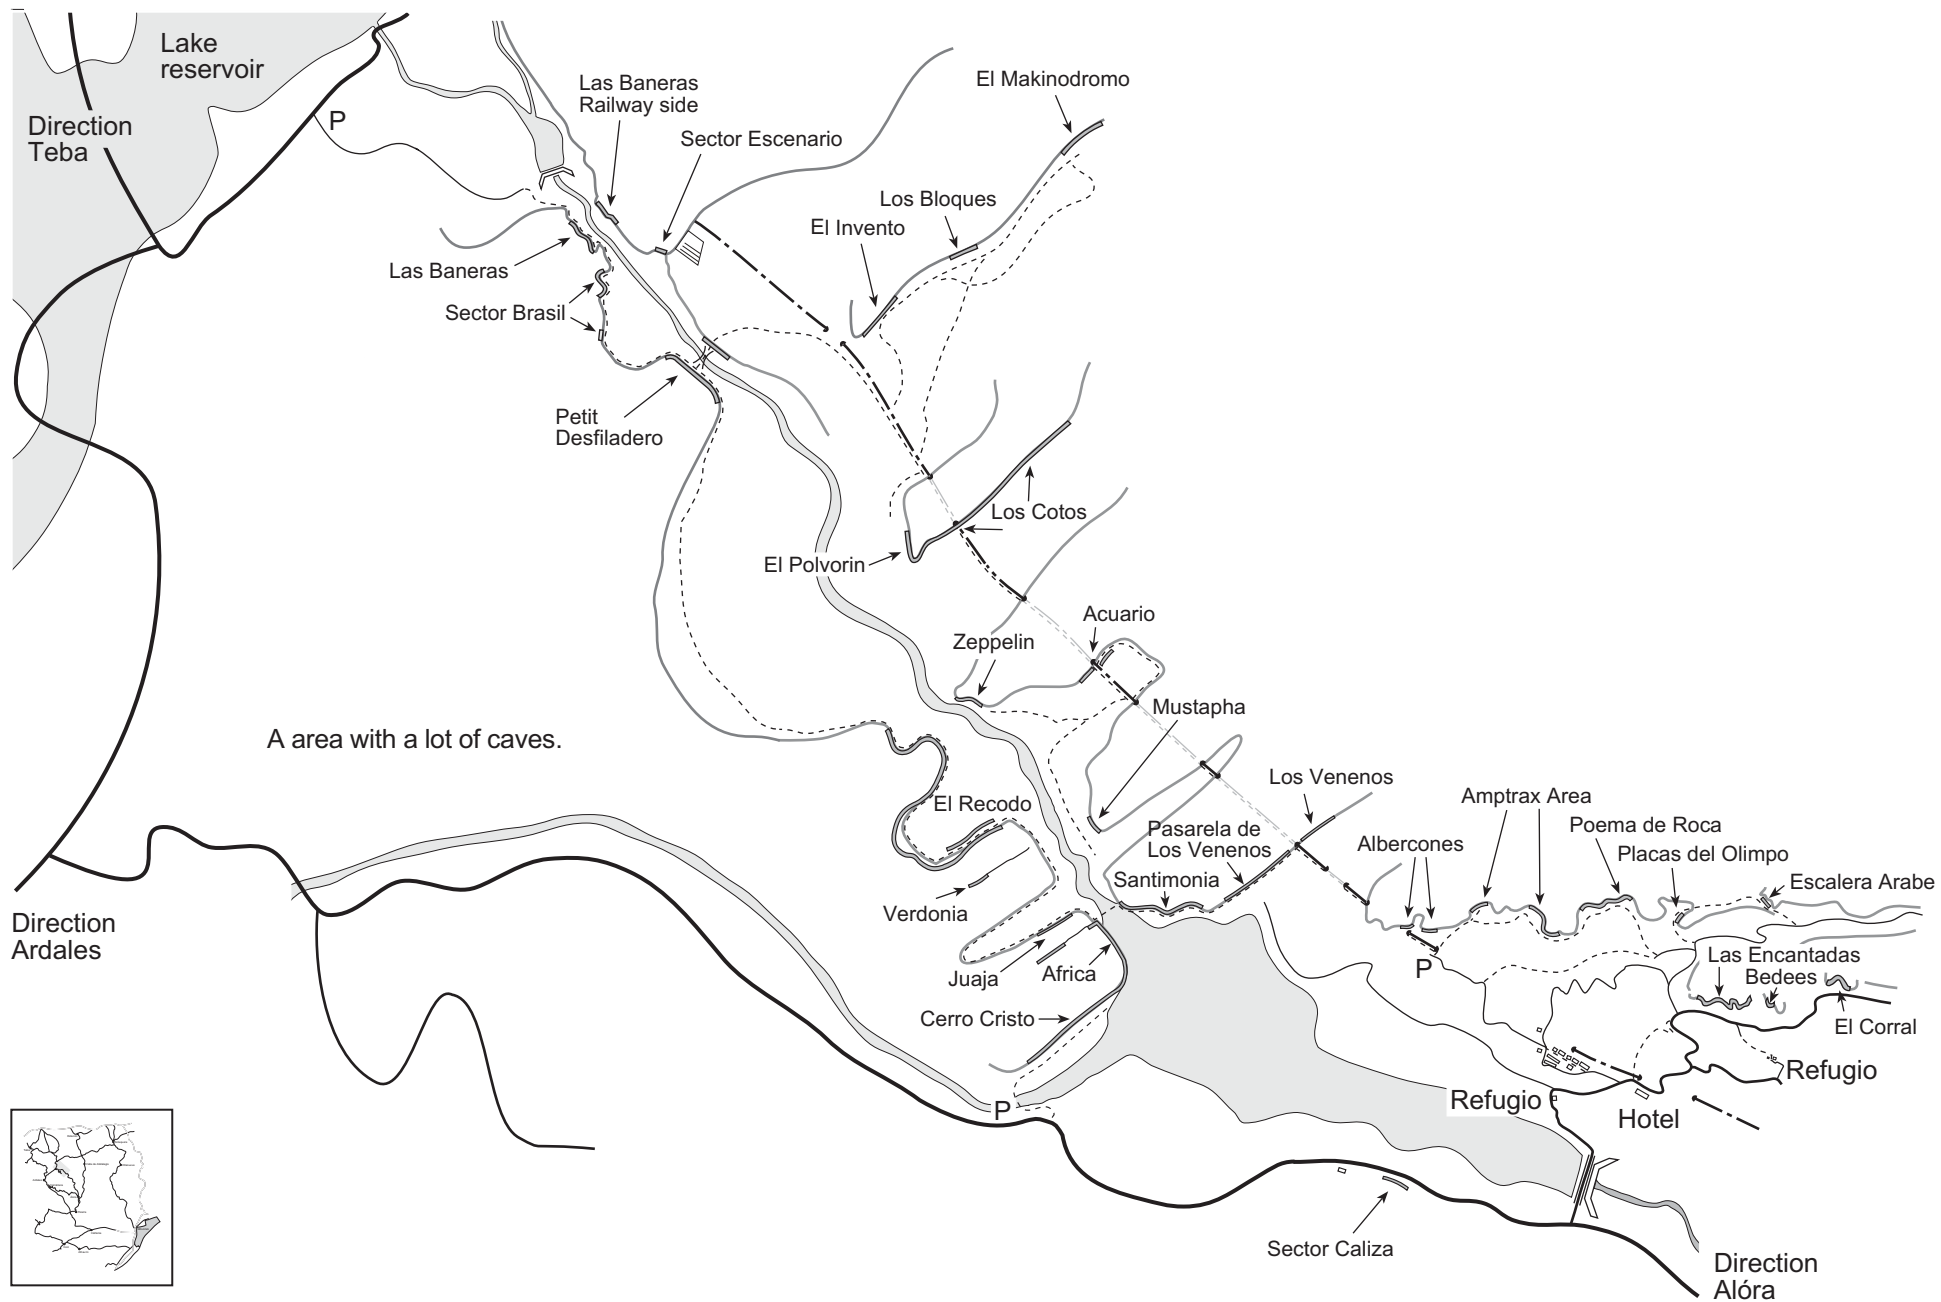 Lake
reservoir
Direction
Teba
P
Las Baneras
Railway side
Sector Escenario
El Makinodromo
Los Bloques
El Invento
Las Baneras
Sector Brasil
Petit
Desfiladero
Los Cotos
El Polvorin
Acuario
Zeppelin
Mustapha
A area with a lot of caves.
Los Venenos
El Recodo
Pasarela de
Los Venenos
Santimonia
Albercones
Amptrax Area
Poema de Roca
Placas del Olimpo
Escalera Arabe
Verdonia
Direction
Ardales
Juaja
Africa
P
Las Encantadas
Bedees
El Corral
Cerro Cristo
Refugio
P
Refugio
Hotel
Sector Caliza
Direction
Alóra